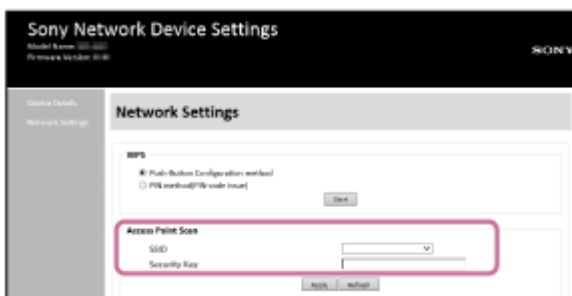 Sony Network Device Settings
Model Name
SONY
Firmware Version
Device Details
Network Settings
Network Settings
WPS
Push-Button Configuration method
PIN method(PIN code issue)
Start
Access Point Scan
SSID
Security Key
Apply Refresh